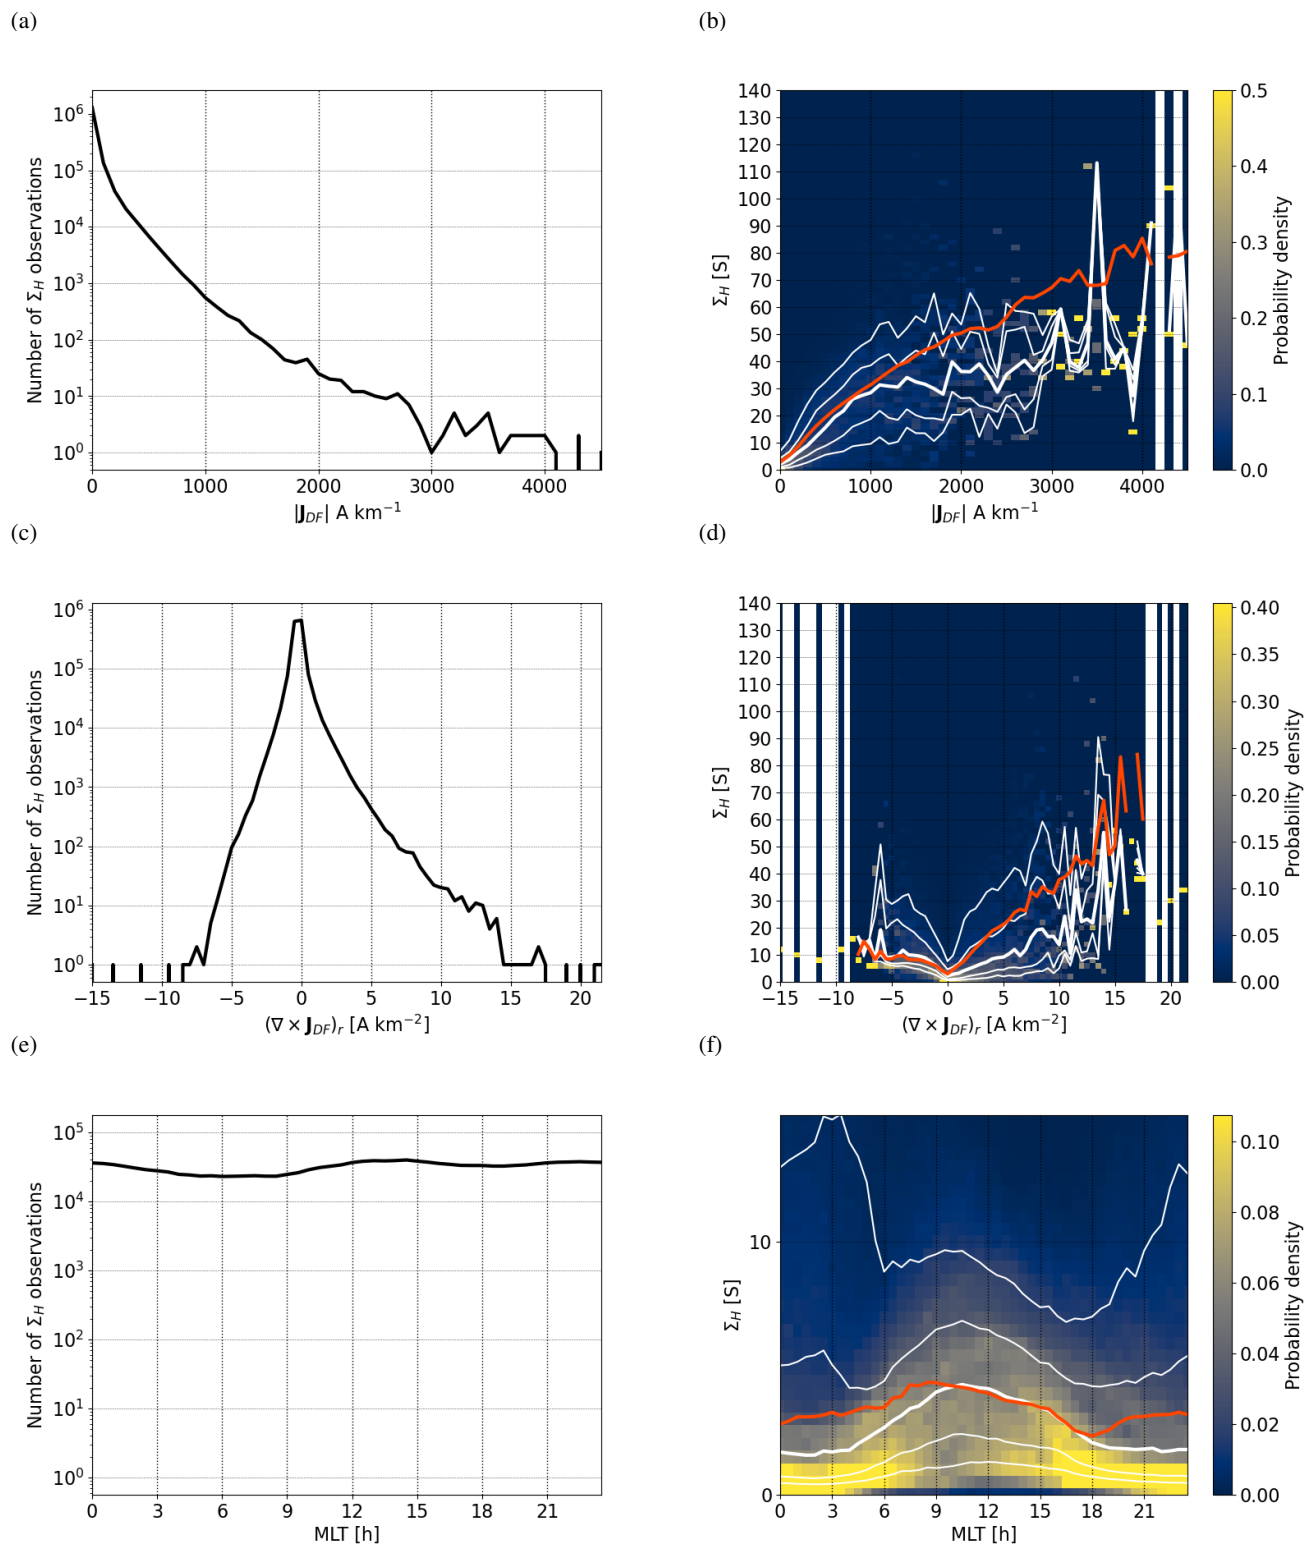 (a)
(b)
Number of Σ_H observations
10^6
10^5
10^4
10^3
10^2
10^1
10^0
0 1000 2000 3000 4000
|J_DF| A km^−1
Σ_H [S]
140
130
120
110
100
90
80
70
60
50
40
30
20
10
0
0 1000 2000 3000 4000
|J_DF| A km^−1
0.5
0.4
0.3
0.2
0.1
0.0
Probability density
(c)
(d)
Number of Σ_H observations
10^6
10^5
10^4
10^3
10^2
10^1
10^0
−15 −10 −5 0 5 10 15 20
(∇ × J_DF)_r [A km^−2]
Σ_H [S]
140
130
120
110
100
90
80
70
60
50
40
30
20
10
0
−15 −10 −5 0 5 10 15 20
(∇ × J_DF)_r [A km^−2]
0.40
0.35
0.30
0.25
0.20
0.15
0.10
0.05
0.00
Probability density
(e)
(f)
Number of Σ_H observations
10^5
10^4
10^3
10^2
10^1
10^0
0 3 6 9 12 15 18 21
MLT [h]
Σ_H [S]
10
0
0 3 6 9 12 15 18 21
MLT [h]
0.10
0.08
0.06
0.04
0.02
0.00
Probability density